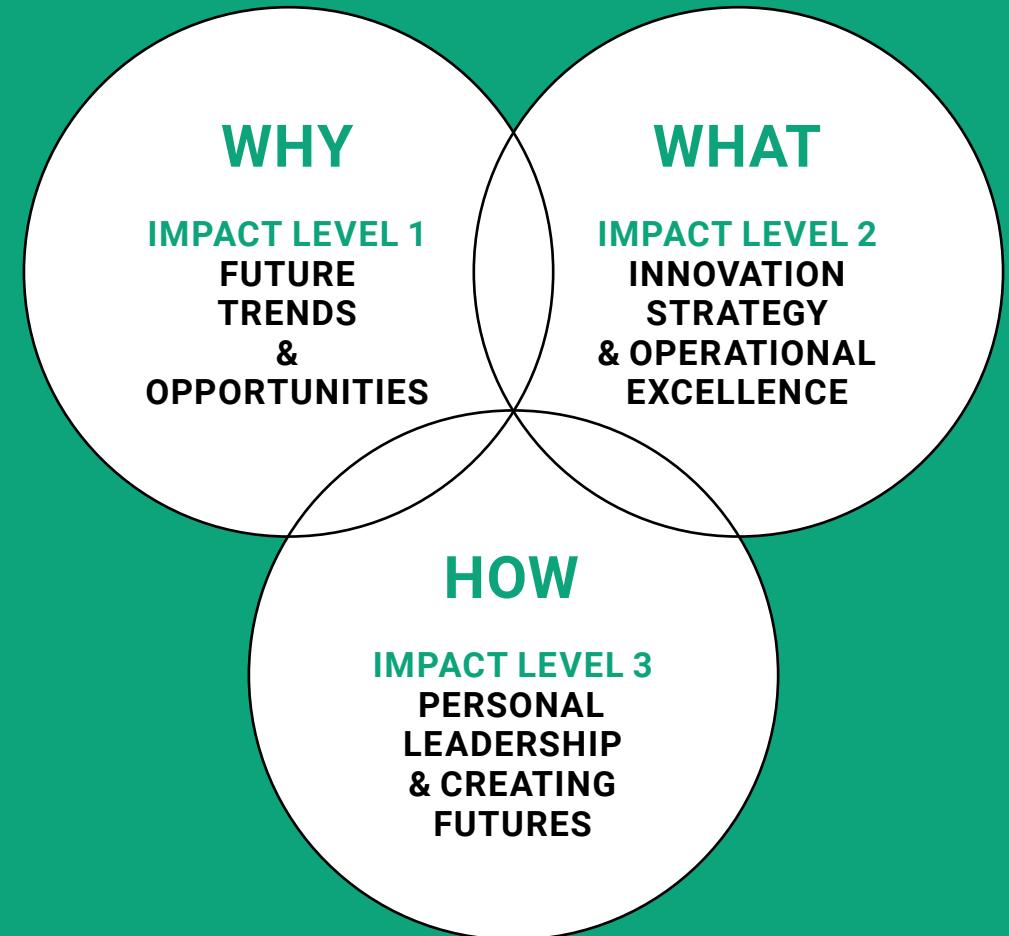 WHY
IMPACT LEVEL 1
FUTURE
TRENDS
&
OPPORTUNITIES
WHAT
IMPACT LEVEL 2
INNOVATION
STRATEGY
& OPERATIONAL
EXCELLENCE
HOW
IMPACT LEVEL 3
PERSONAL
LEADERSHIP
& CREATING
FUTURES